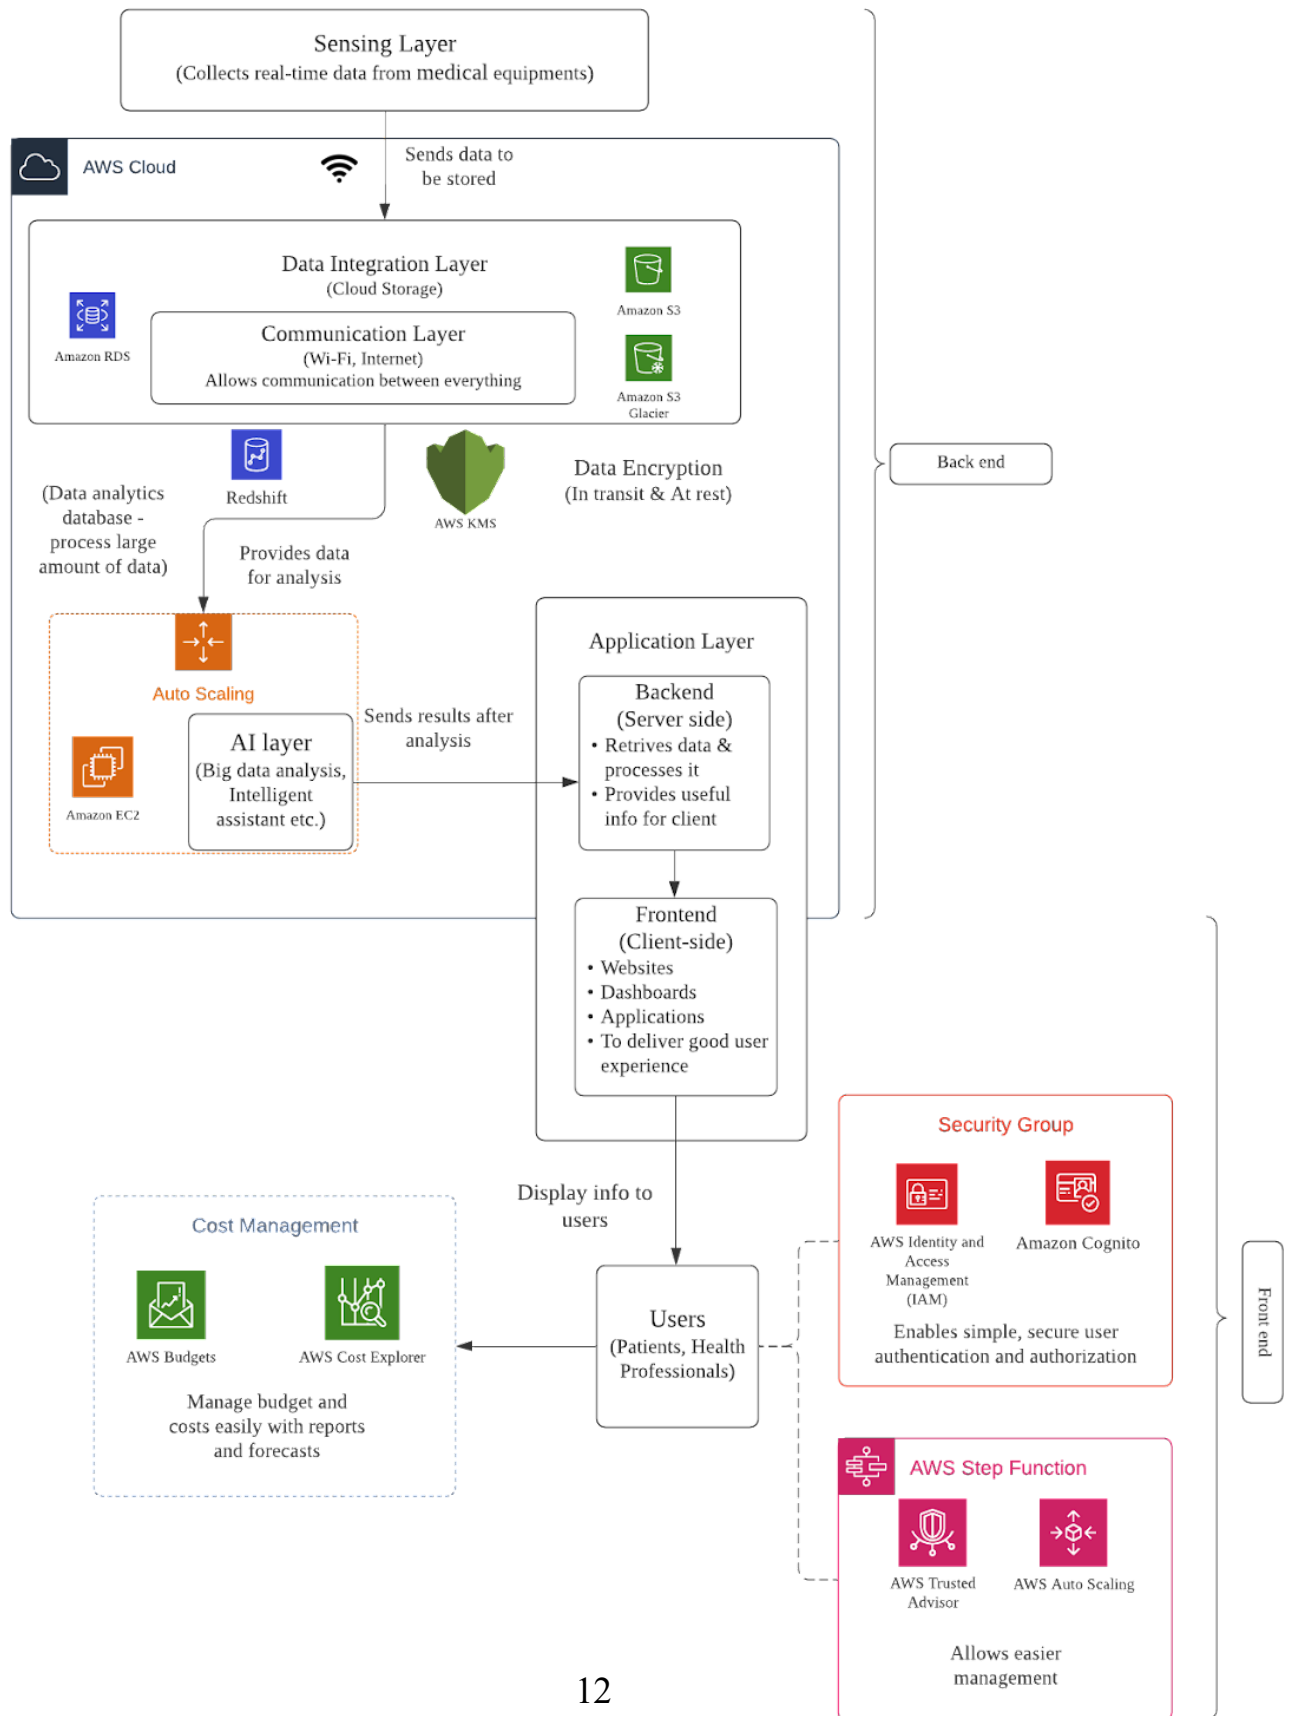 Sensing Layer
(Collects real-time data from medical equipments)
AWS Cloud
Sends data to
be stored
Data Integration Layer
(Cloud Storage)
Amazon S3
Amazon RDS
Communication Layer
(Wi-Fi, Internet)
Allows communication between everything
Amazon S3
Glacier
Back end
Redshift
AWS KMS
Data Encryption
(In transit & At rest)
(Data analytics
database -
process large
amount of data)
Provides data
for analysis
Auto Scaling
Amazon EC2
AI layer
(Big data analysis,
Intelligent
assistant etc.)
Sends results after
analysis
Application Layer
Backend
(Server side)
• Retrives data &
processes it
• Provides useful
info for client
Frontend
(Client-side)
• Websites
• Dashboards
• Applications
• To deliver good user
experience
Display info to
users
Security Group
AWS Identity and
Access
Management
(IAM)
Amazon Cognito
Enables simple, secure user
authentication and authorization
Front end
Cost Management
AWS Budgets
AWS Cost Explorer
Manage budget and
costs easily with reports
and forecasts
Users
(Patients, Health
Professionals)
AWS Step Function
AWS Trusted
Advisor
AWS Auto Scaling
Allows easier
management
12